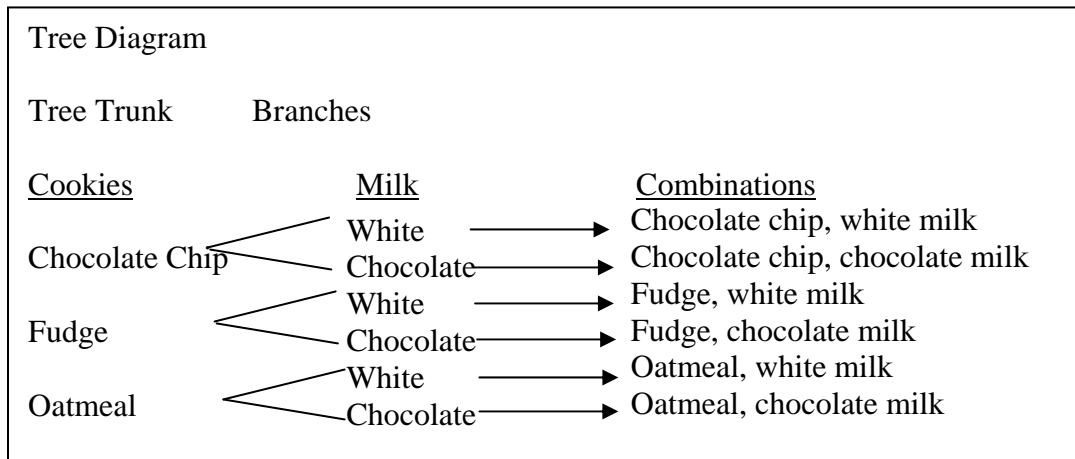 Tree Diagram
Tree Trunk Branches
Cookies Milk Combinations
Chocolate Chip
White Chocolate chip, white milk
Chocolate Chocolate chip, chocolate milk
Fudge
White Fudge, white milk
Chocolate Fudge, chocolate milk
Oatmeal
White Oatmeal, white milk
Chocolate Oatmeal, chocolate milk